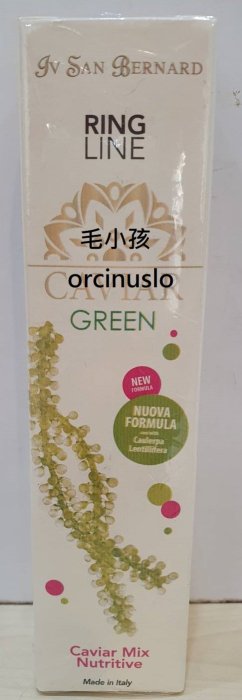 IV SAN BERNARD
RING
LINE
毛小孩
orcinuslo
CAVIAR
GREEN
NEW
FORMULA
NUOVA
FORMULA
Caulerpa
Lentillifera
Caviar Mix
Nutritive
Made in Italy